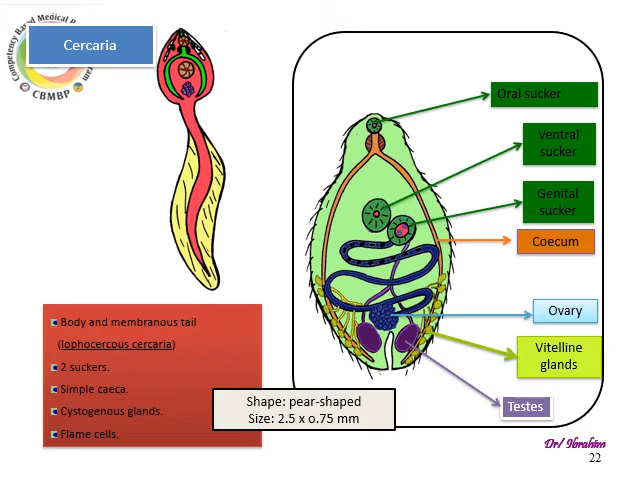 Competency Based Medical Program
CBMBP
Cercaria
Body and membranous tail
(lophocercous cercaria)
2 suckers.
Simple caeca.
Cystogenous glands.
Flame cells.
Shape: pear-shaped
Size: 2.5 x o.75 mm
Oral sucker
Ventral
sucker
Genital
sucker
Coecum
Ovary
Vitelline
glands
Testes
Dr/ Ibrahim
22